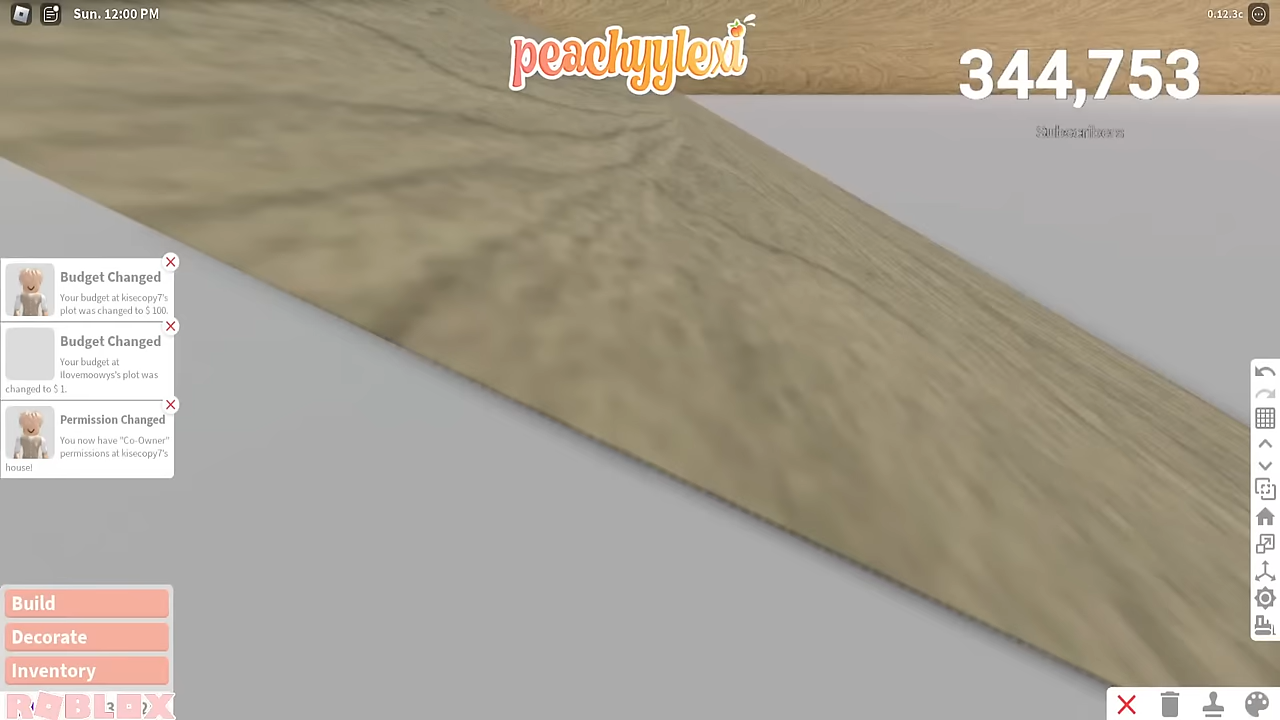 Sun. 12:00 PM
0.12.3c
peachyylexi
344,753
Subscribers
Budget Changed
Your budget at kisecopy7's
plot was changed to $ 100.
Budget Changed
Your budget at
Ilovemoowys's plot was
changed to $ 1.
Permission Changed
You now have "Co-Owner"
permissions at kisecopy7's
house!
Build
Decorate
Inventory
ROBLOX